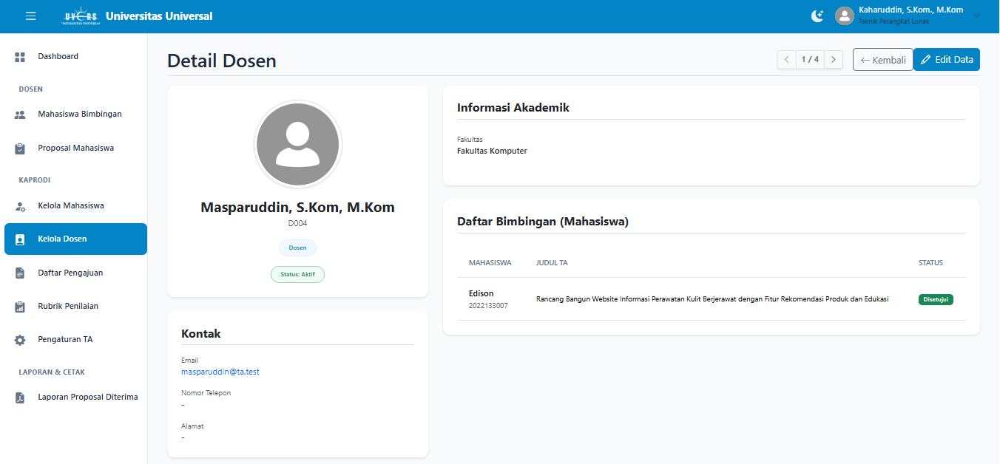 UVERS
UNIVERSITAS UNIVERSAL
Universitas Universal
Kaharuddin, S.Kom., M.Kom
Teknik Perangkat Lunak
Dashboard
DOSEN
Mahasiswa Bimbingan
Proposal Mahasiswa
KAPRODI
Kelola Mahasiswa
Kelola Dosen
Daftar Pengajuan
Rubrik Penilaian
Pengaturan TA
LAPORAN & CETAK
Laporan Proposal Diterima
Detail Dosen
1 / 4
← Kembali
Edit Data
Masparuddin, S.Kom, M.Kom
D004
Dosen
Status: Aktif
Kontak
Email
masparuddin@ta.test
Nomor Telepon
-
Alamat
-
Informasi Akademik
Fakultas
Fakultas Komputer
Daftar Bimbingan (Mahasiswa)
MAHASISWA JUDUL TA STATUS
Edison
2022133007
Rancang Bangun Website Informasi Perawatan Kulit Berjerawat dengan Fitur Rekomendasi Produk dan Edukasi
Disetujui